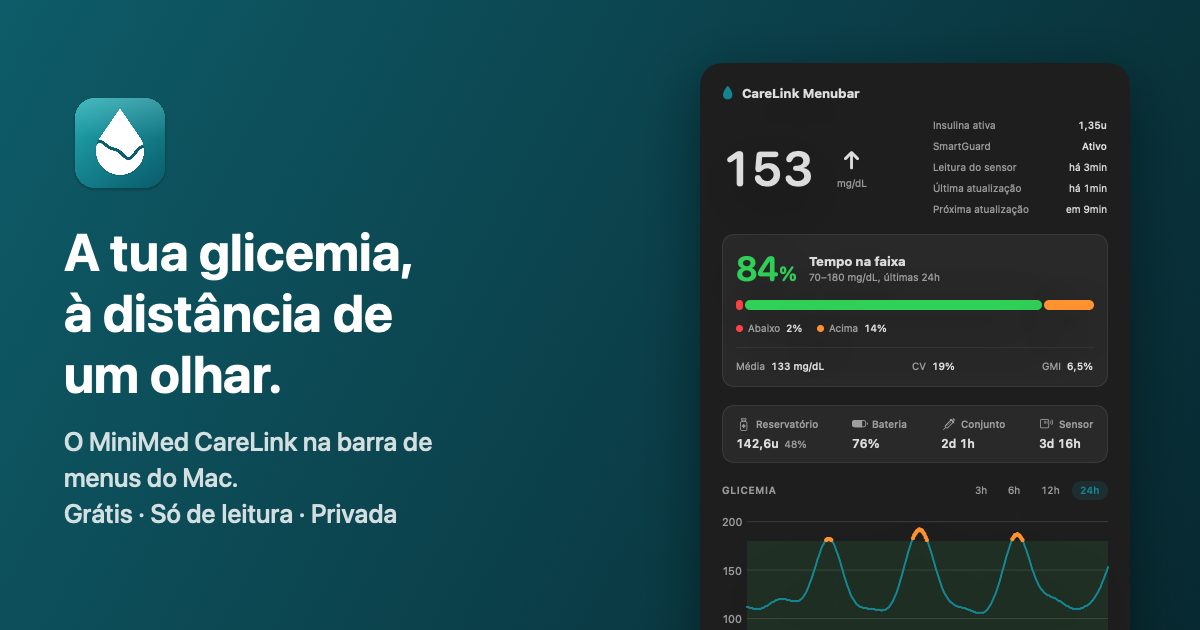 A tua glicemia,
à distância de
um olhar.
O MiniMed CareLink na barra de
menus do Mac.
Grátis · Só de leitura · Privada
CareLink Menubar
153
mg/dL
Insulina ativa 1,35u
SmartGuard Ativo
Leitura do sensor há 3min
Última atualização há 1min
Próxima atualização em 9min
84%
Tempo na faixa
70–180 mg/dL, últimas 24h
Abaixo 2% Acima 14%
Média 133 mg/dL CV 19% GMI 6,5%
Reservatório Bateria Conjunto Sensor
142,6u 48% 76% 2d 1h 3d 16h
GLICEMIA 3h 6h 12h 24h
200
150
100